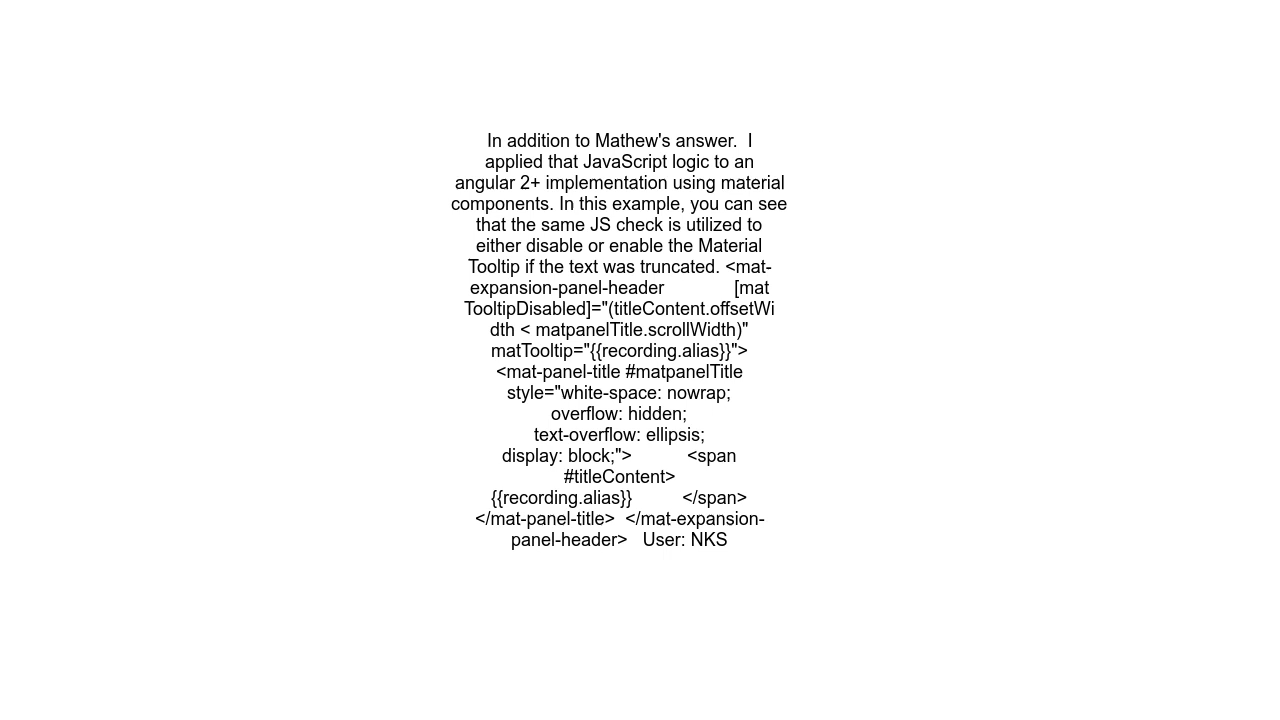 In addition to Mathew's answer.  I
applied that JavaScript logic to an
angular 2+ implementation using material
components. In this example, you can see
that the same JS check is utilized to
either disable or enable the Material
Tooltip if the text was truncated. <mat-
expansion-panel-header              [mat
TooltipDisabled]="(titleContent.offsetWi
dth < matpanelTitle.scrollWidth)"
matTooltip="{{recording.alias}}">
<mat-panel-title #matpanelTitle
style="white-space: nowrap;
overflow: hidden;
text-overflow: ellipsis;
display: block;">           <span
#titleContent>
{{recording.alias}}          </span>
</mat-panel-title>  </mat-expansion-
panel-header>   User: NKS